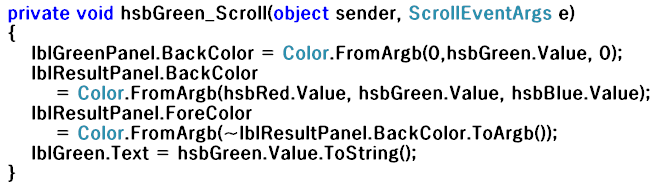 private void hsbGreen_Scroll(object sender, ScrollEventArgs e)
{
lblGreenPanel.BackColor = Color.FromArgb(0,hsbGreen.Value, 0);
lblResultPanel.BackColor
= Color.FromArgb(hsbRed.Value, hsbGreen.Value, hsbBlue.Value);
lblResultPanel.ForeColor
= Color.FromArgb(~lblResultPanel.BackColor.ToArgb());
lblGreen.Text = hsbGreen.Value.ToString();
}